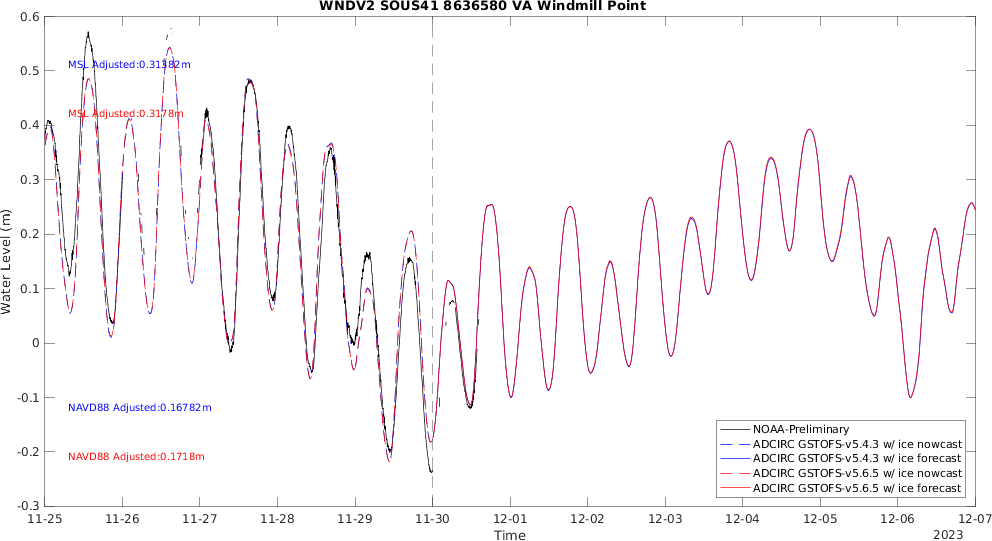 WNDV2 SOUS41 8636580 VA Windmill Point
0.6
0.5
0.4
0.3
0.2
0.1
0
-0.1
-0.2
-0.3
Water Level (m)
MSL Adjusted:0.31382m
MSL Adjusted:0.3178m
NAVD88 Adjusted:0.16782m
NAVD88 Adjusted:0.1718m
NOAA-Preliminary
ADCIRC GSTOFS-v5.4.3 w/ ice nowcast
ADCIRC GSTOFS-v5.4.3 w/ ice forecast
ADCIRC GSTOFS-v5.6.5 w/ ice nowcast
ADCIRC GSTOFS-v5.6.5 w/ ice forecast
11-25 11-26 11-27 11-28 11-29 11-30 12-01 12-02 12-03 12-04 12-05 12-06 12-07
Time
2023